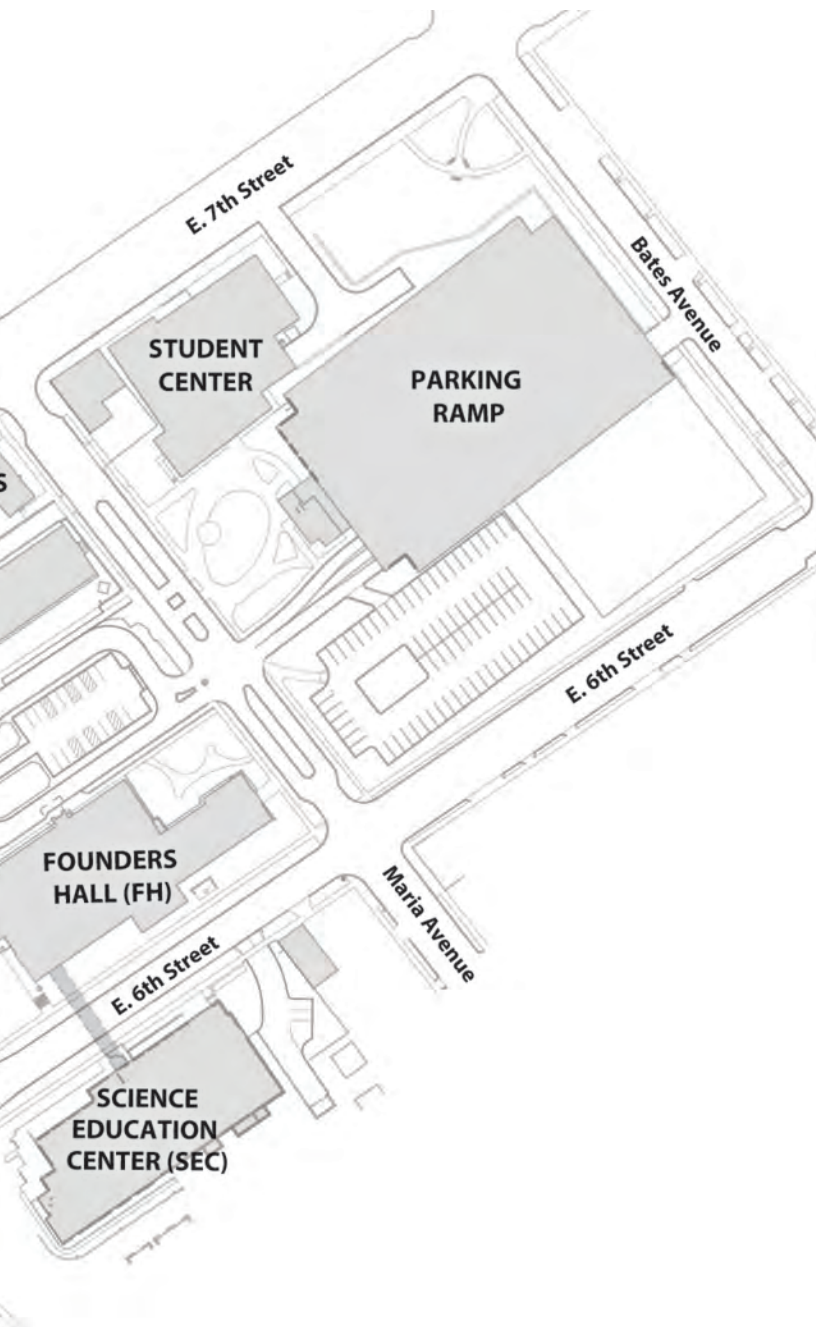 E. 7th Street
Bates Avenue
STUDENT
CENTER
PARKING
RAMP
S
E. 6th Street
FOUNDERS
HALL (FH)
Maria Avenue
E. 6th Street
SCIENCE
EDUCATION
CENTER (SEC)